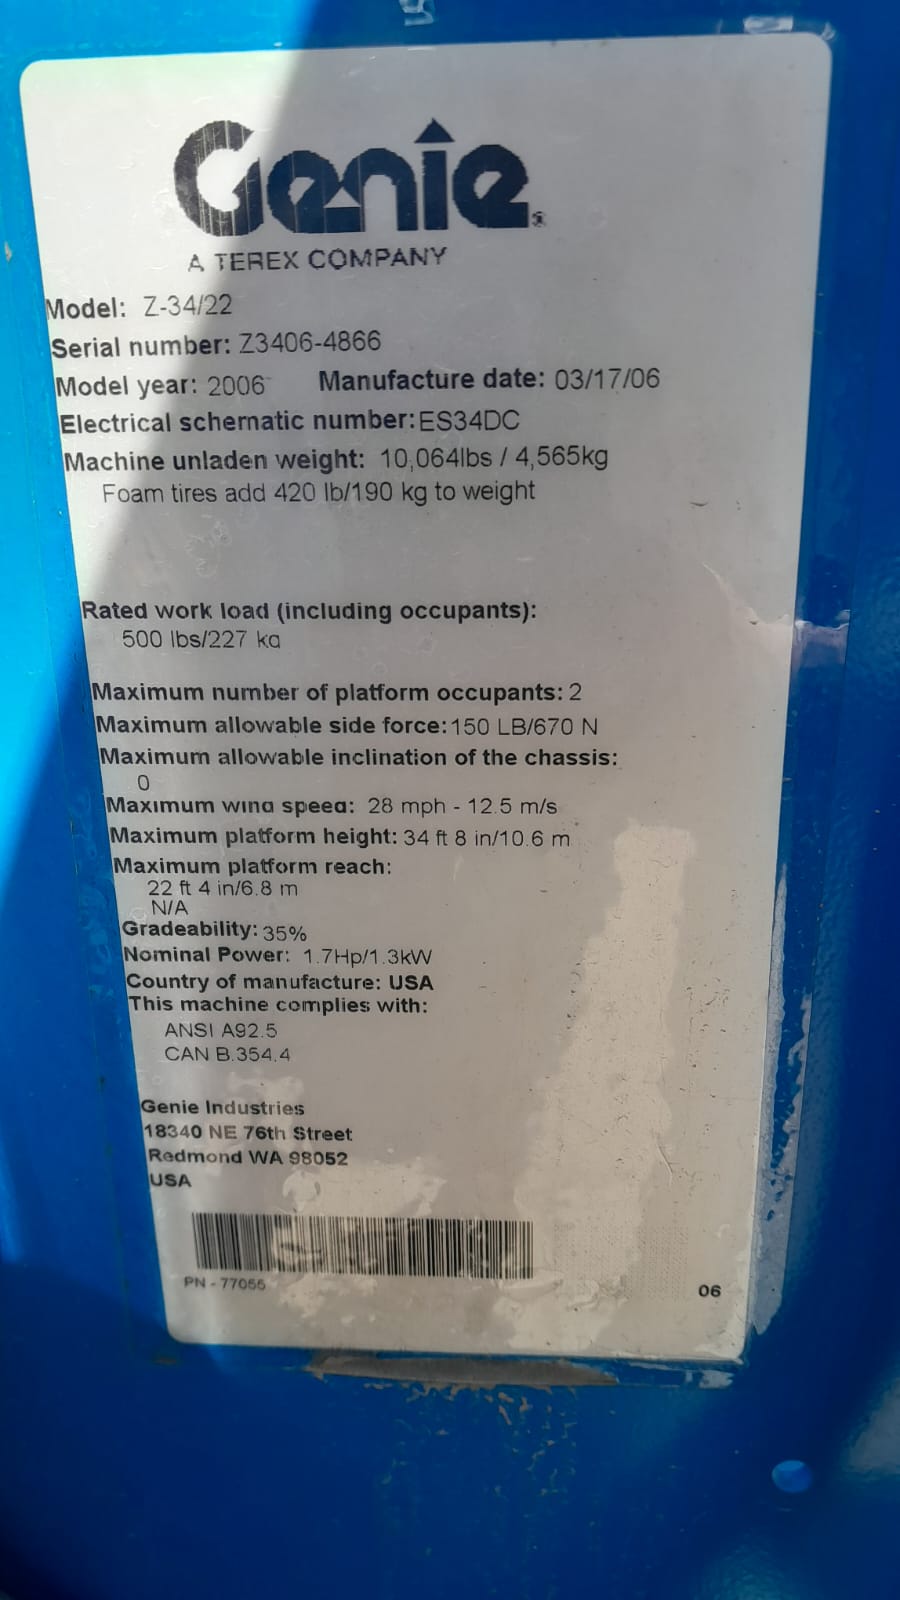 Genie
A TEREX COMPANY
Model: Z-34/22
Serial number: Z3406-4866
Model year: 2006 Manufacture date: 03/17/06
Electrical schematic number: ES34DC
Machine unladen weight: 10,064lbs / 4,565kg
Foam tires add 420 lb/190 kg to weight
Rated work load (including occupants):
500 lbs/227 kg
Maximum number of platform occupants: 2
Maximum allowable side force: 150 LB/670 N
Maximum allowable inclination of the chassis:
0
Maximum wind speed: 28 mph - 12.5 m/s
Maximum platform height: 34 ft 8 in/10.6 m
Maximum platform reach:
22 ft 4 in/6.8 m
N/A
Gradeability: 35%
Nominal Power: 1.7Hp/1.3kW
Country of manufacture: USA
This machine complies with:
ANSI A92.5
CAN B.354.4
Genie Industries
18340 NE 76th Street
Redmond WA 98052
USA
PN - 77055
06